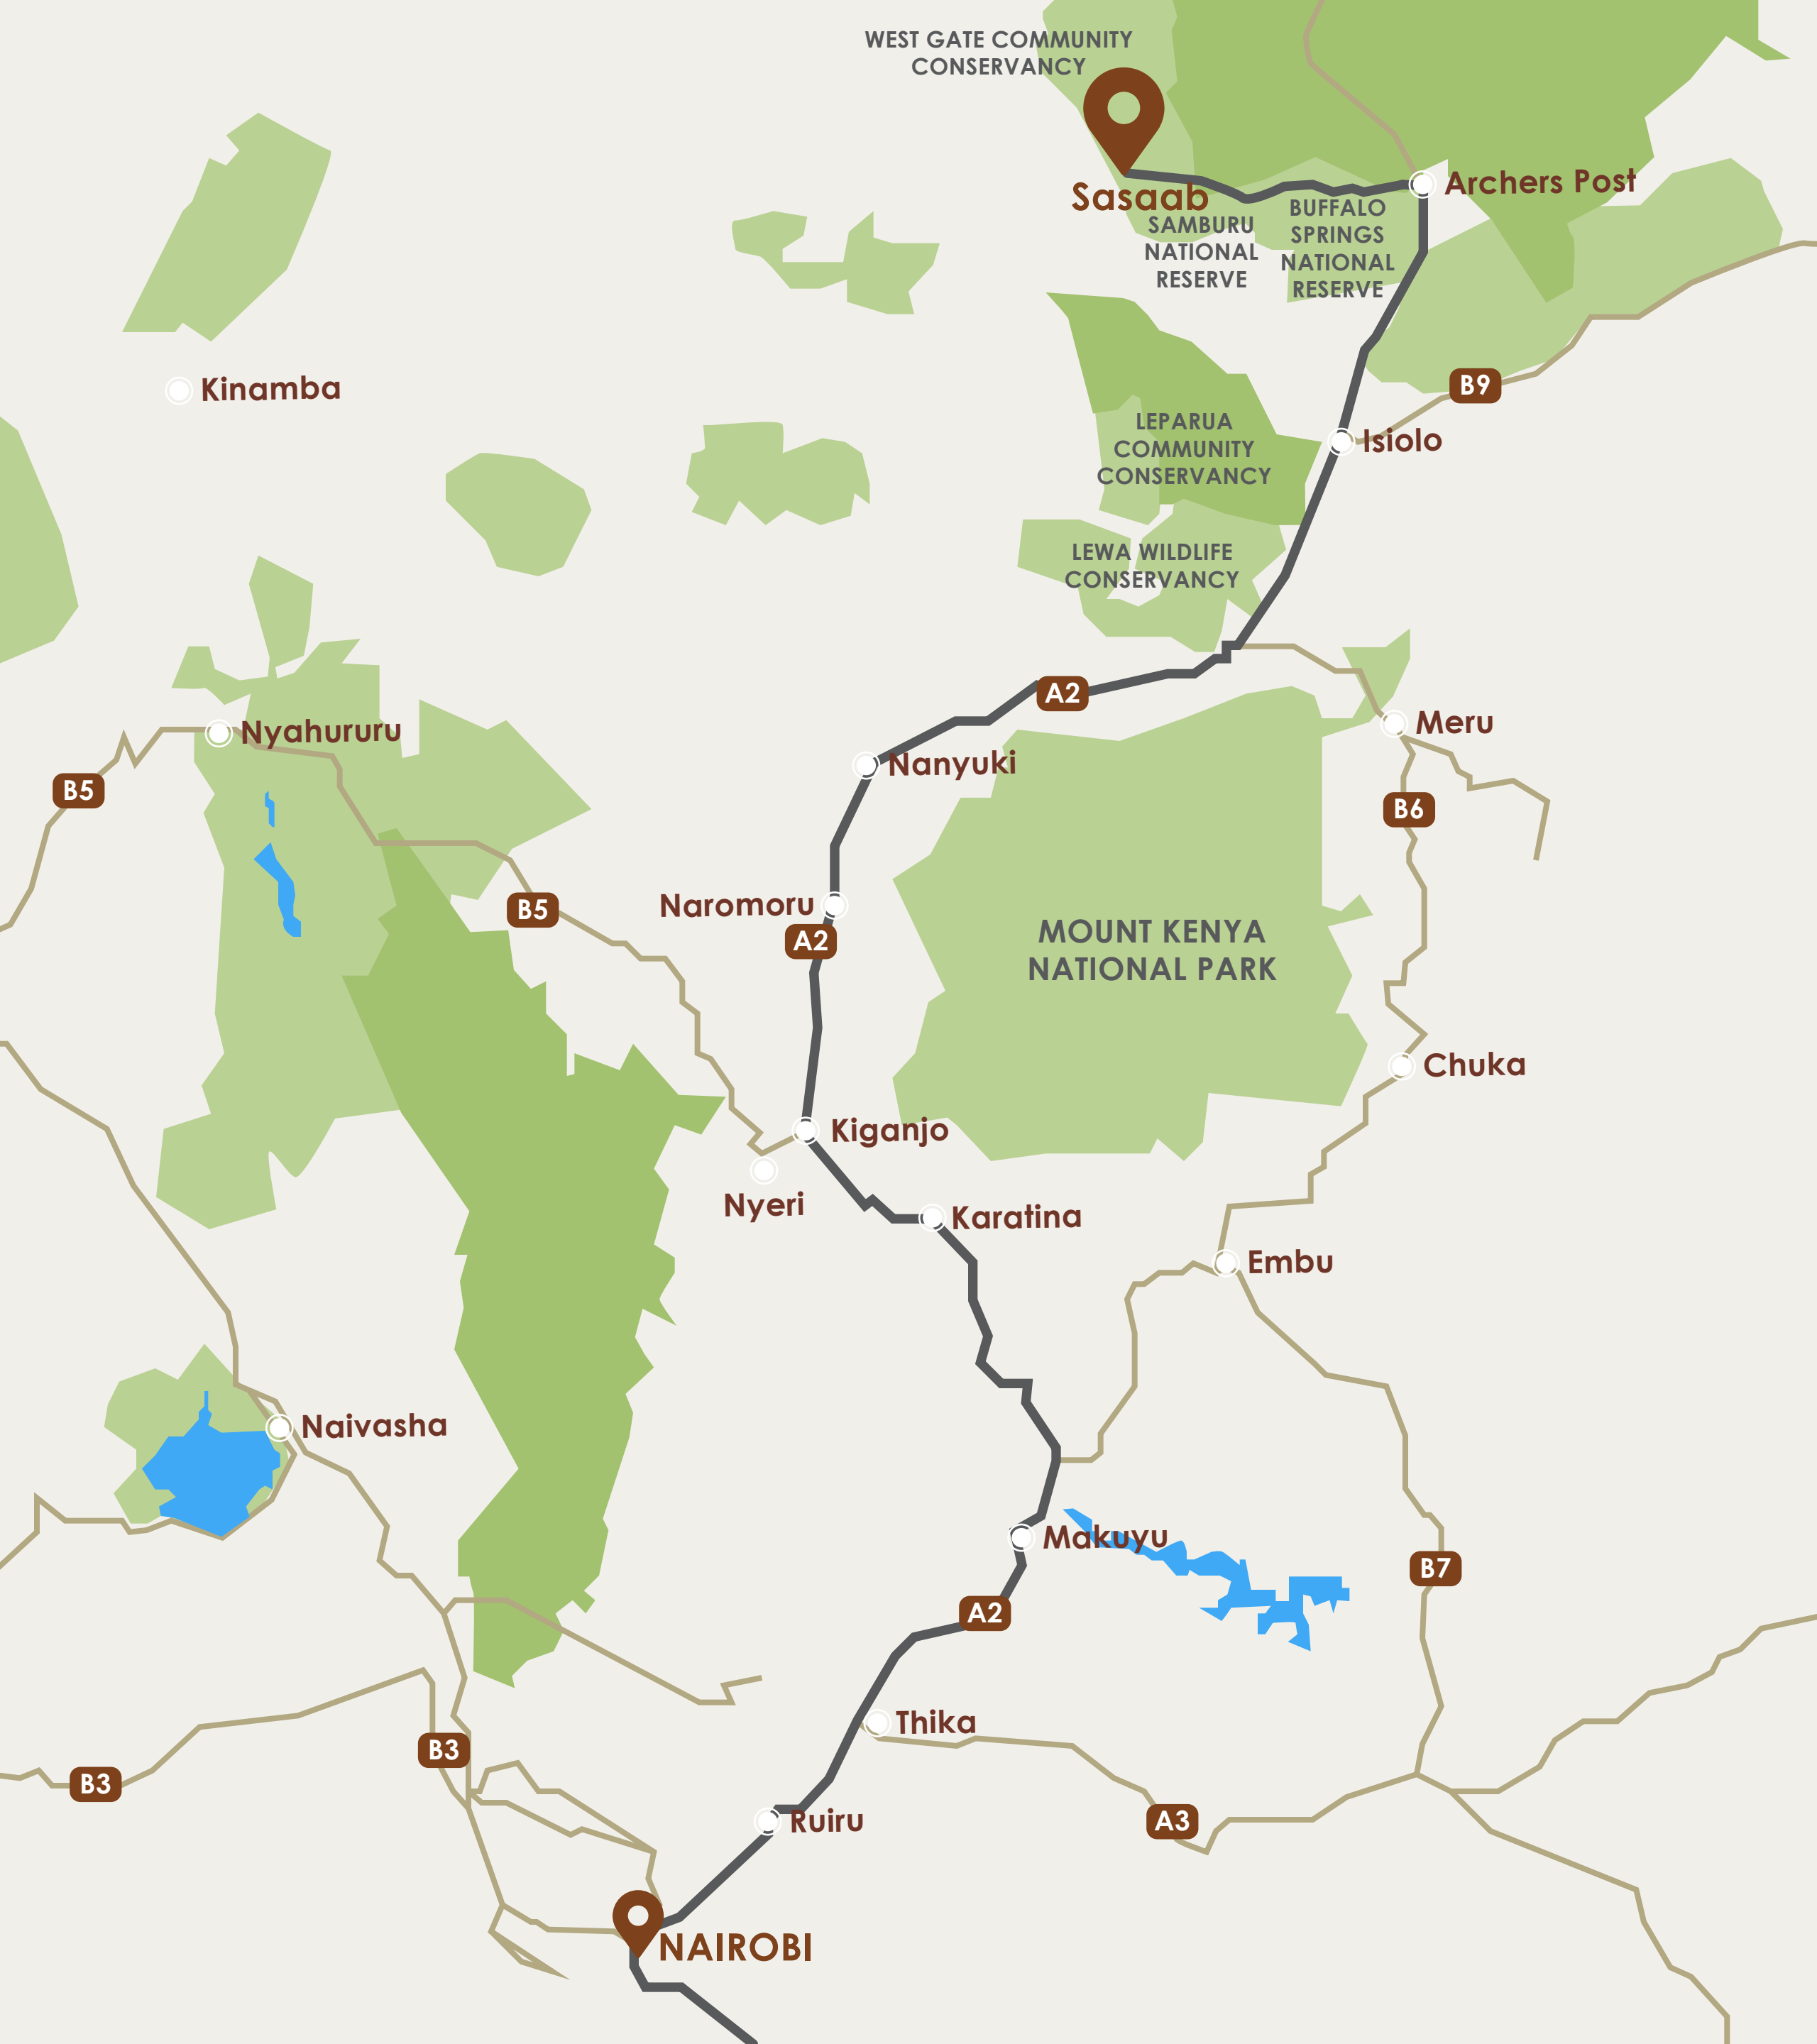 WEST GATE COMMUNITY
CONSERVANCY
Sasaab
Archers Post
SAMBURU
NATIONAL
RESERVE
BUFFALO
SPRINGS
NATIONAL
RESERVE
Kinamba
B9
LEPARUA
COMMUNITY
CONSERVANCY
Isiolo
LEWA WILDLIFE
CONSERVANCY
A2
Meru
Nyahururu
Nanyuki
B5
B6
Naromoru
B5
A2
MOUNT KENYA
NATIONAL PARK
Chuka
Kiganjo
Nyeri
Karatina
Embu
Naivasha
Makuyu
B7
A2
Thika
B3
B3
A3
Ruiru
NAIROBI